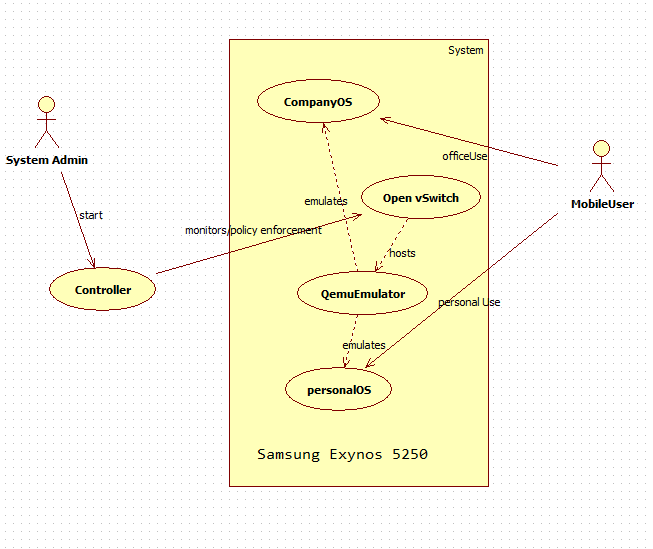 System
CompanyOS
System Admin
officeUse
emulates
Open vSwitch
MobileUser
start
monitors/policy enforcement
hosts
Controller
QemuEmulator
personal Use
emulates
personalOS
Samsung Exynos 5250